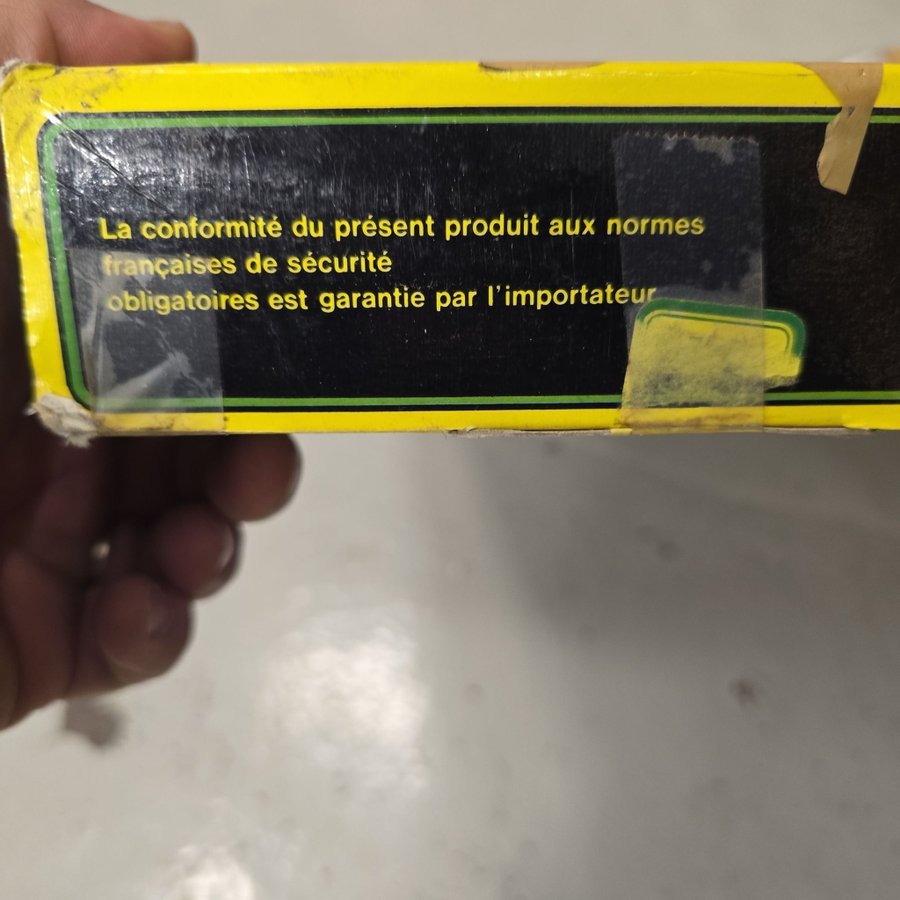 La conformité du présent produit aux normes
françaises de sécurité
obligatoires est garantie par l'importateur